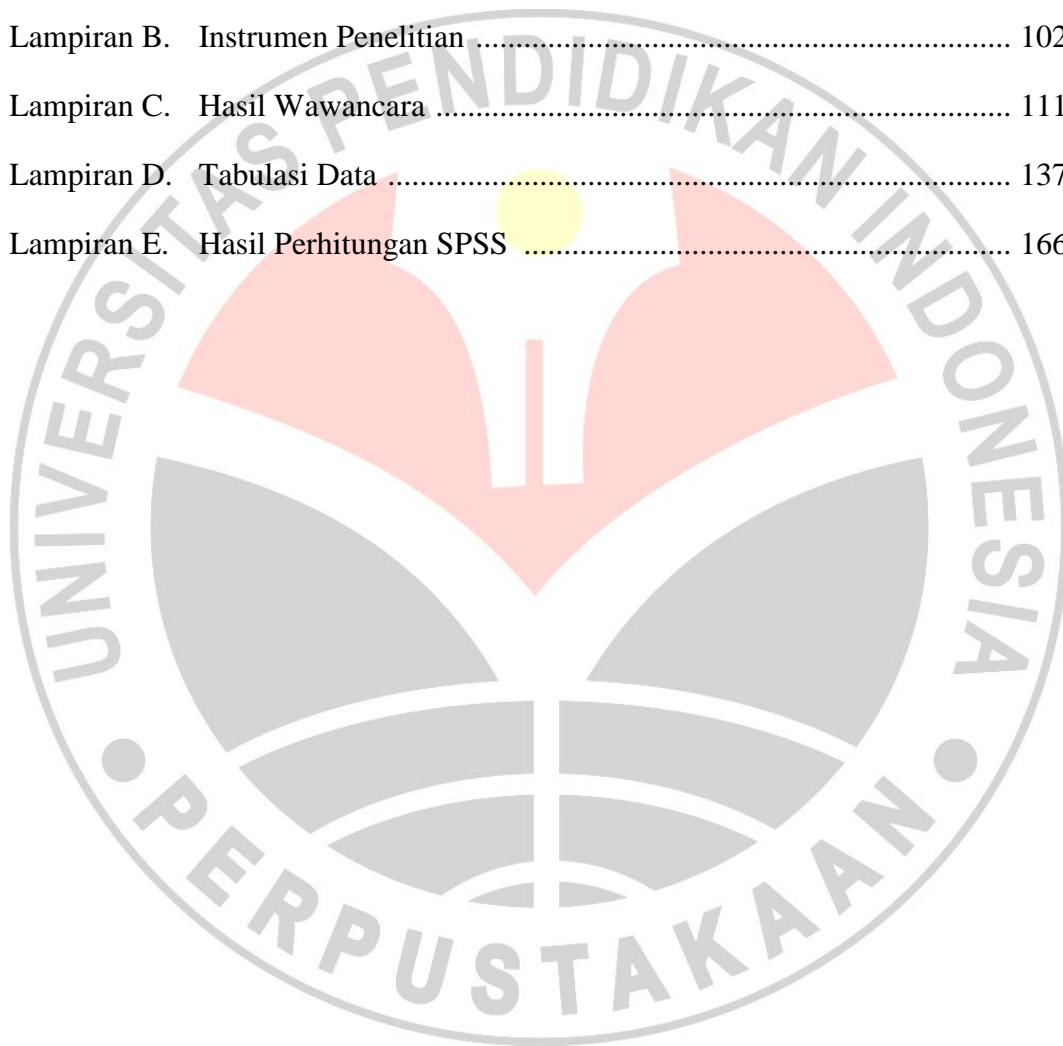 Lampiran B. Instrumen Penelitian .......................................................................... 102
Lampiran C. Hasil Wawancara ................................................................................ 111
Lampiran D. Tabulasi Data ....................................................................................... 137
Lampiran E. Hasil Perhitungan SPSS ..................................................................... 166
UNIVERSITAS PENDIDIKAN INDONESIA
PERPUSTAKAAN